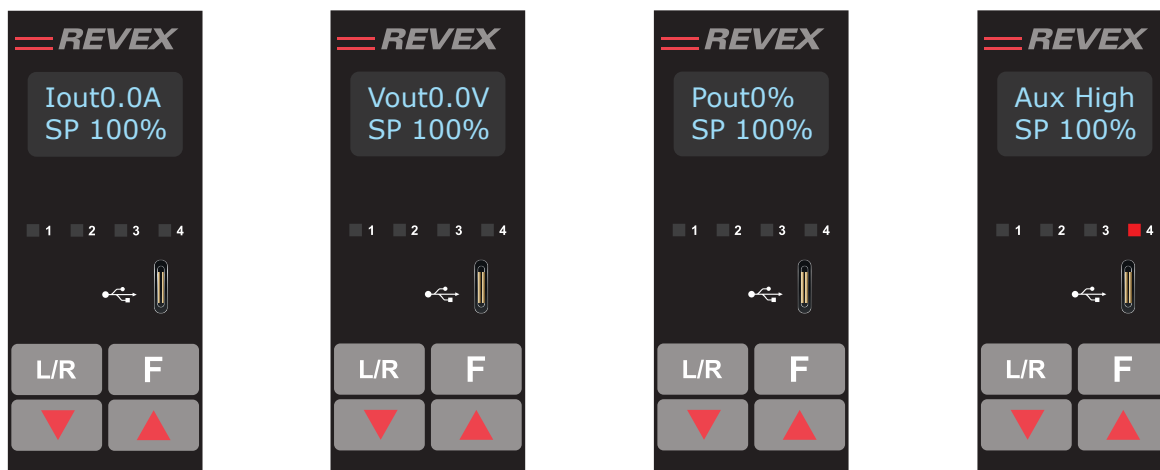 REVEX
Iout0.0A
SP 100%
1 2 3 4
L/R F
REVEX
Vout0.0V
SP 100%
1 2 3 4
L/R F
REVEX
Pout0%
SP 100%
1 2 3 4
L/R F
REVEX
Aux High
SP 100%
1 2 3 4
L/R F